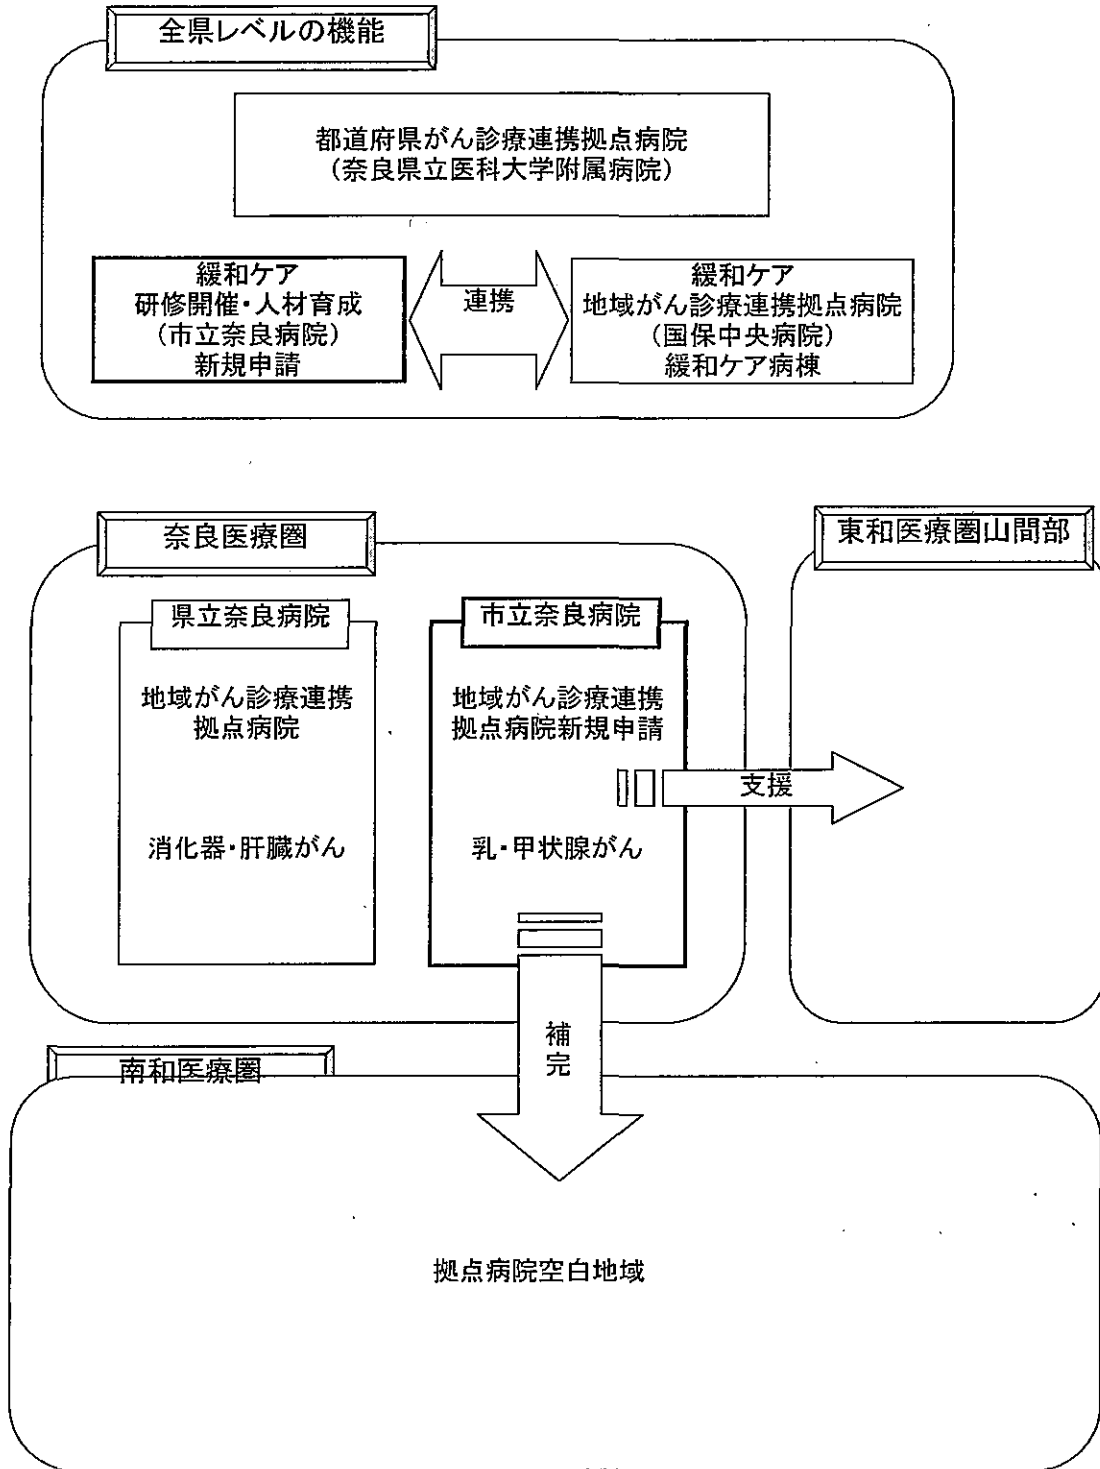 全県レベルの機能
都道府県がん診療連携拠点病院
(奈良県立医科大学附属病院)
緩和ケア
研修開催・人材育成
(市立奈良病院)
新規申請
連携
緩和ケア
地域がん診療連携拠点病院
(国保中央病院)
緩和ケア病棟
奈良医療圏
東和医療圏山間部
県立奈良病院
地域がん診療連携
拠点病院
消化器・肝臓がん
市立奈良病院
地域がん診療連携
拠点病院新規申請
乳・甲状腺がん
支援
補
完
南和医療圏
拠点病院空白地域